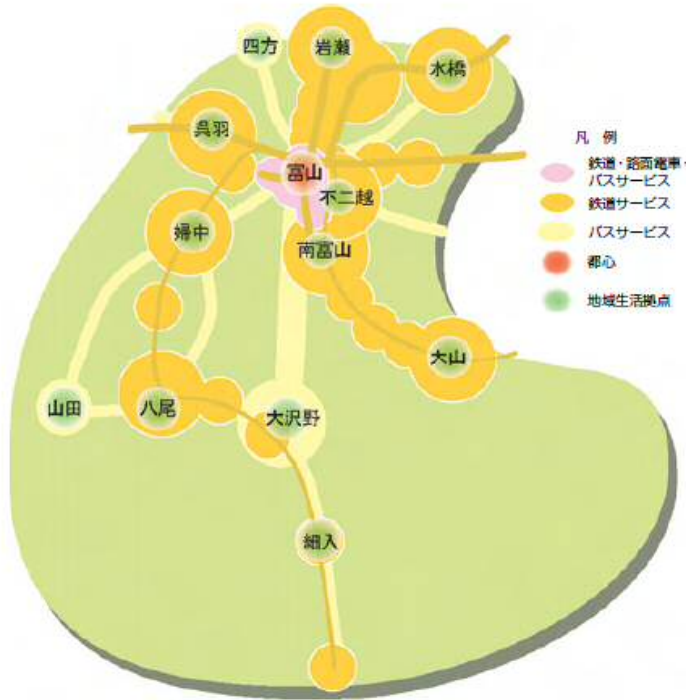 四方
岩瀬
水橋
呉羽
富山
不二越
婦中
南富山
大山
山田
八尾
大沢野
細入
凡 例
鉄道・路面電車・
バスサービス
鉄道サービス
バスサービス
都心
地域生活拠点